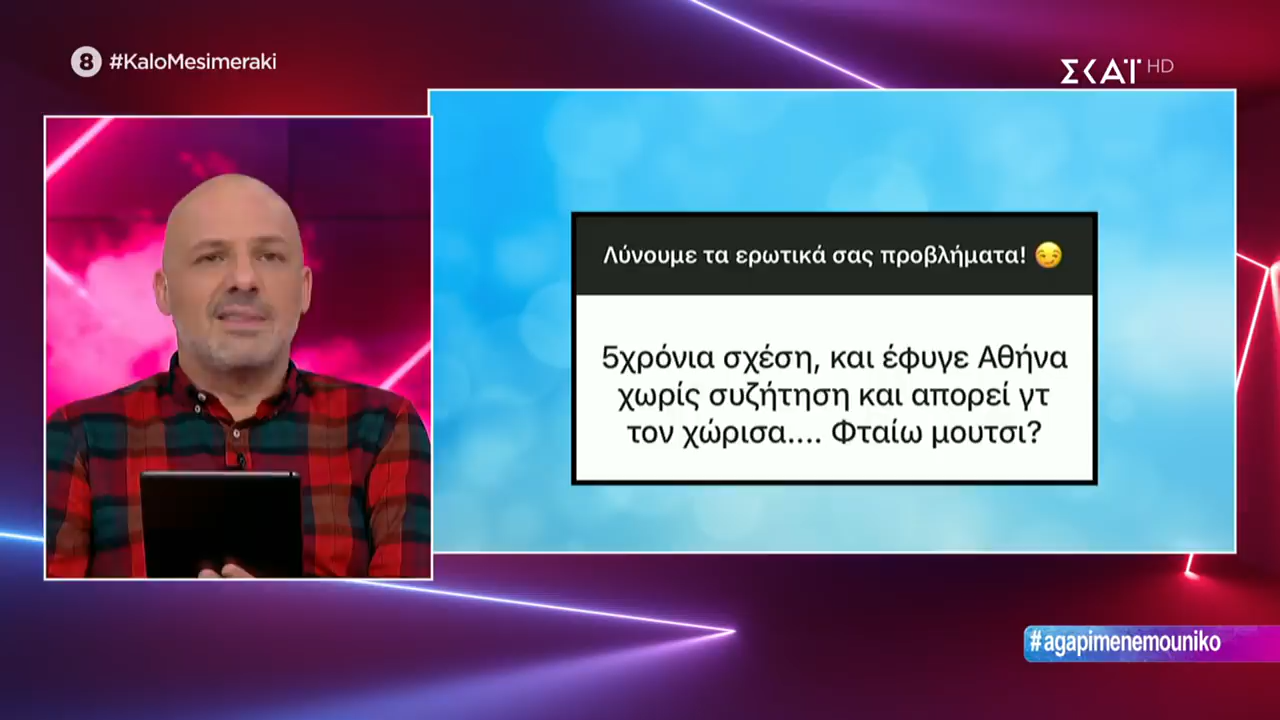 8 #KaloMesimeraki
ΣΚΑΪ HD
Λύνουμε τα ερωτικά σας προβλήματα! 😏
5χρόνια σχέση, και έφυγε Αθήνα
χωρίς συζήτηση και απορεί γτ
τον χώρισα.... Φταίω μουτσι?
#agapimenemouniko